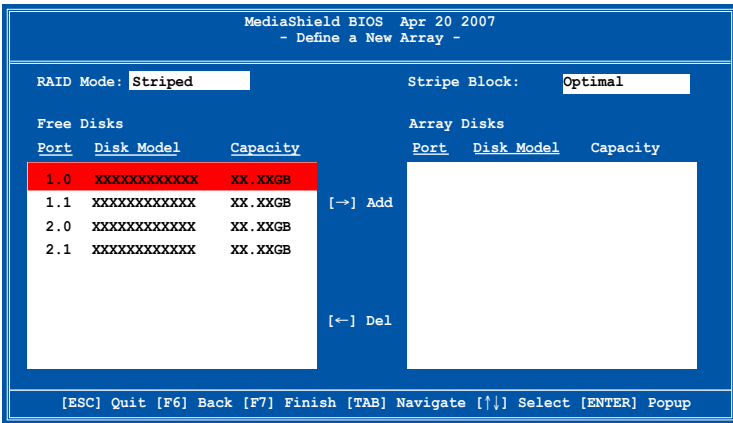 MediaShield BIOS  Apr 20 2007
- Define a New Array -
RAID Mode: Striped
Stripe Block: Optimal
Free Disks
Array Disks
Port Disk Model Capacity
Port Disk Model Capacity
1.0 XXXXXXXXXXXX XX.XXGB
1.1 XXXXXXXXXXXX XX.XXGB
[→] Add
2.0 XXXXXXXXXXXX XX.XXGB
2.1 XXXXXXXXXXXX XX.XXGB
[←] Del
[ESC] Quit [F6] Back [F7] Finish [TAB] Navigate [↑↓] Select [ENTER] Popup